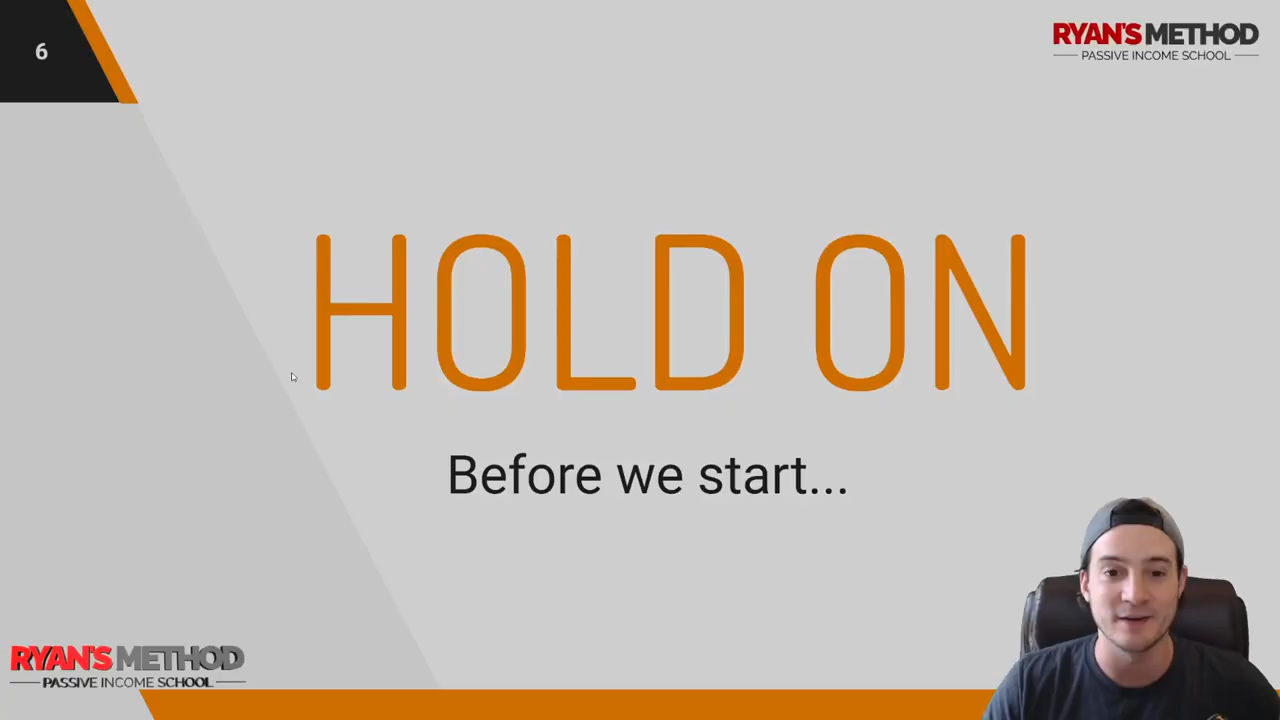 6
RYAN'S METHOD
PASSIVE INCOME SCHOOL
HOLD ON
Before we start...
RYAN'S METHOD
PASSIVE INCOME SCHOOL